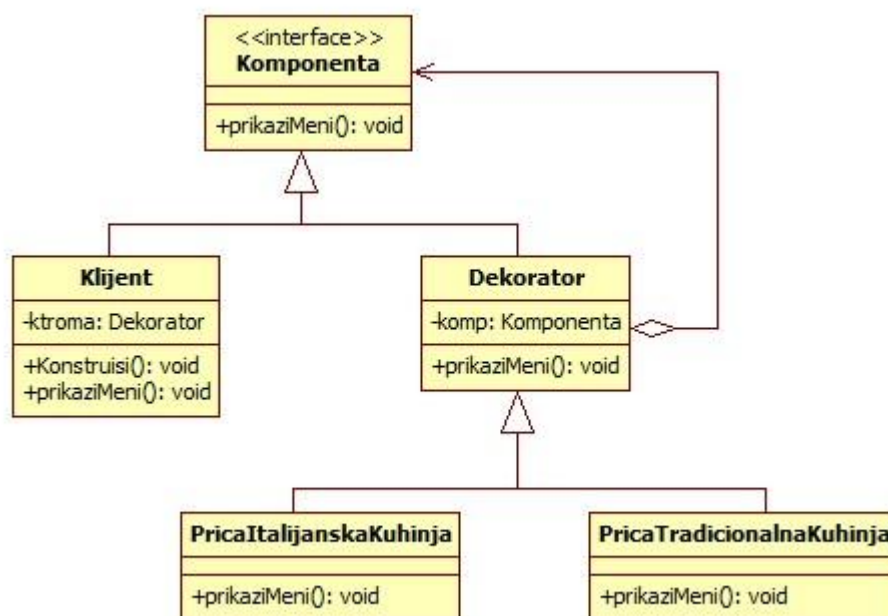 <<interface>>
Komponenta
+prikaziMeni(): void
Klijent
-ktroma: Dekorator
+Konstruisi(): void
+prikaziMeni(): void
Dekorator
-komp: Komponenta
+prikaziMeni(): void
PricaItalijanskaKuhinja
+prikaziMeni(): void
PricaTradicionalnaKuhinja
+prikaziMeni(): void